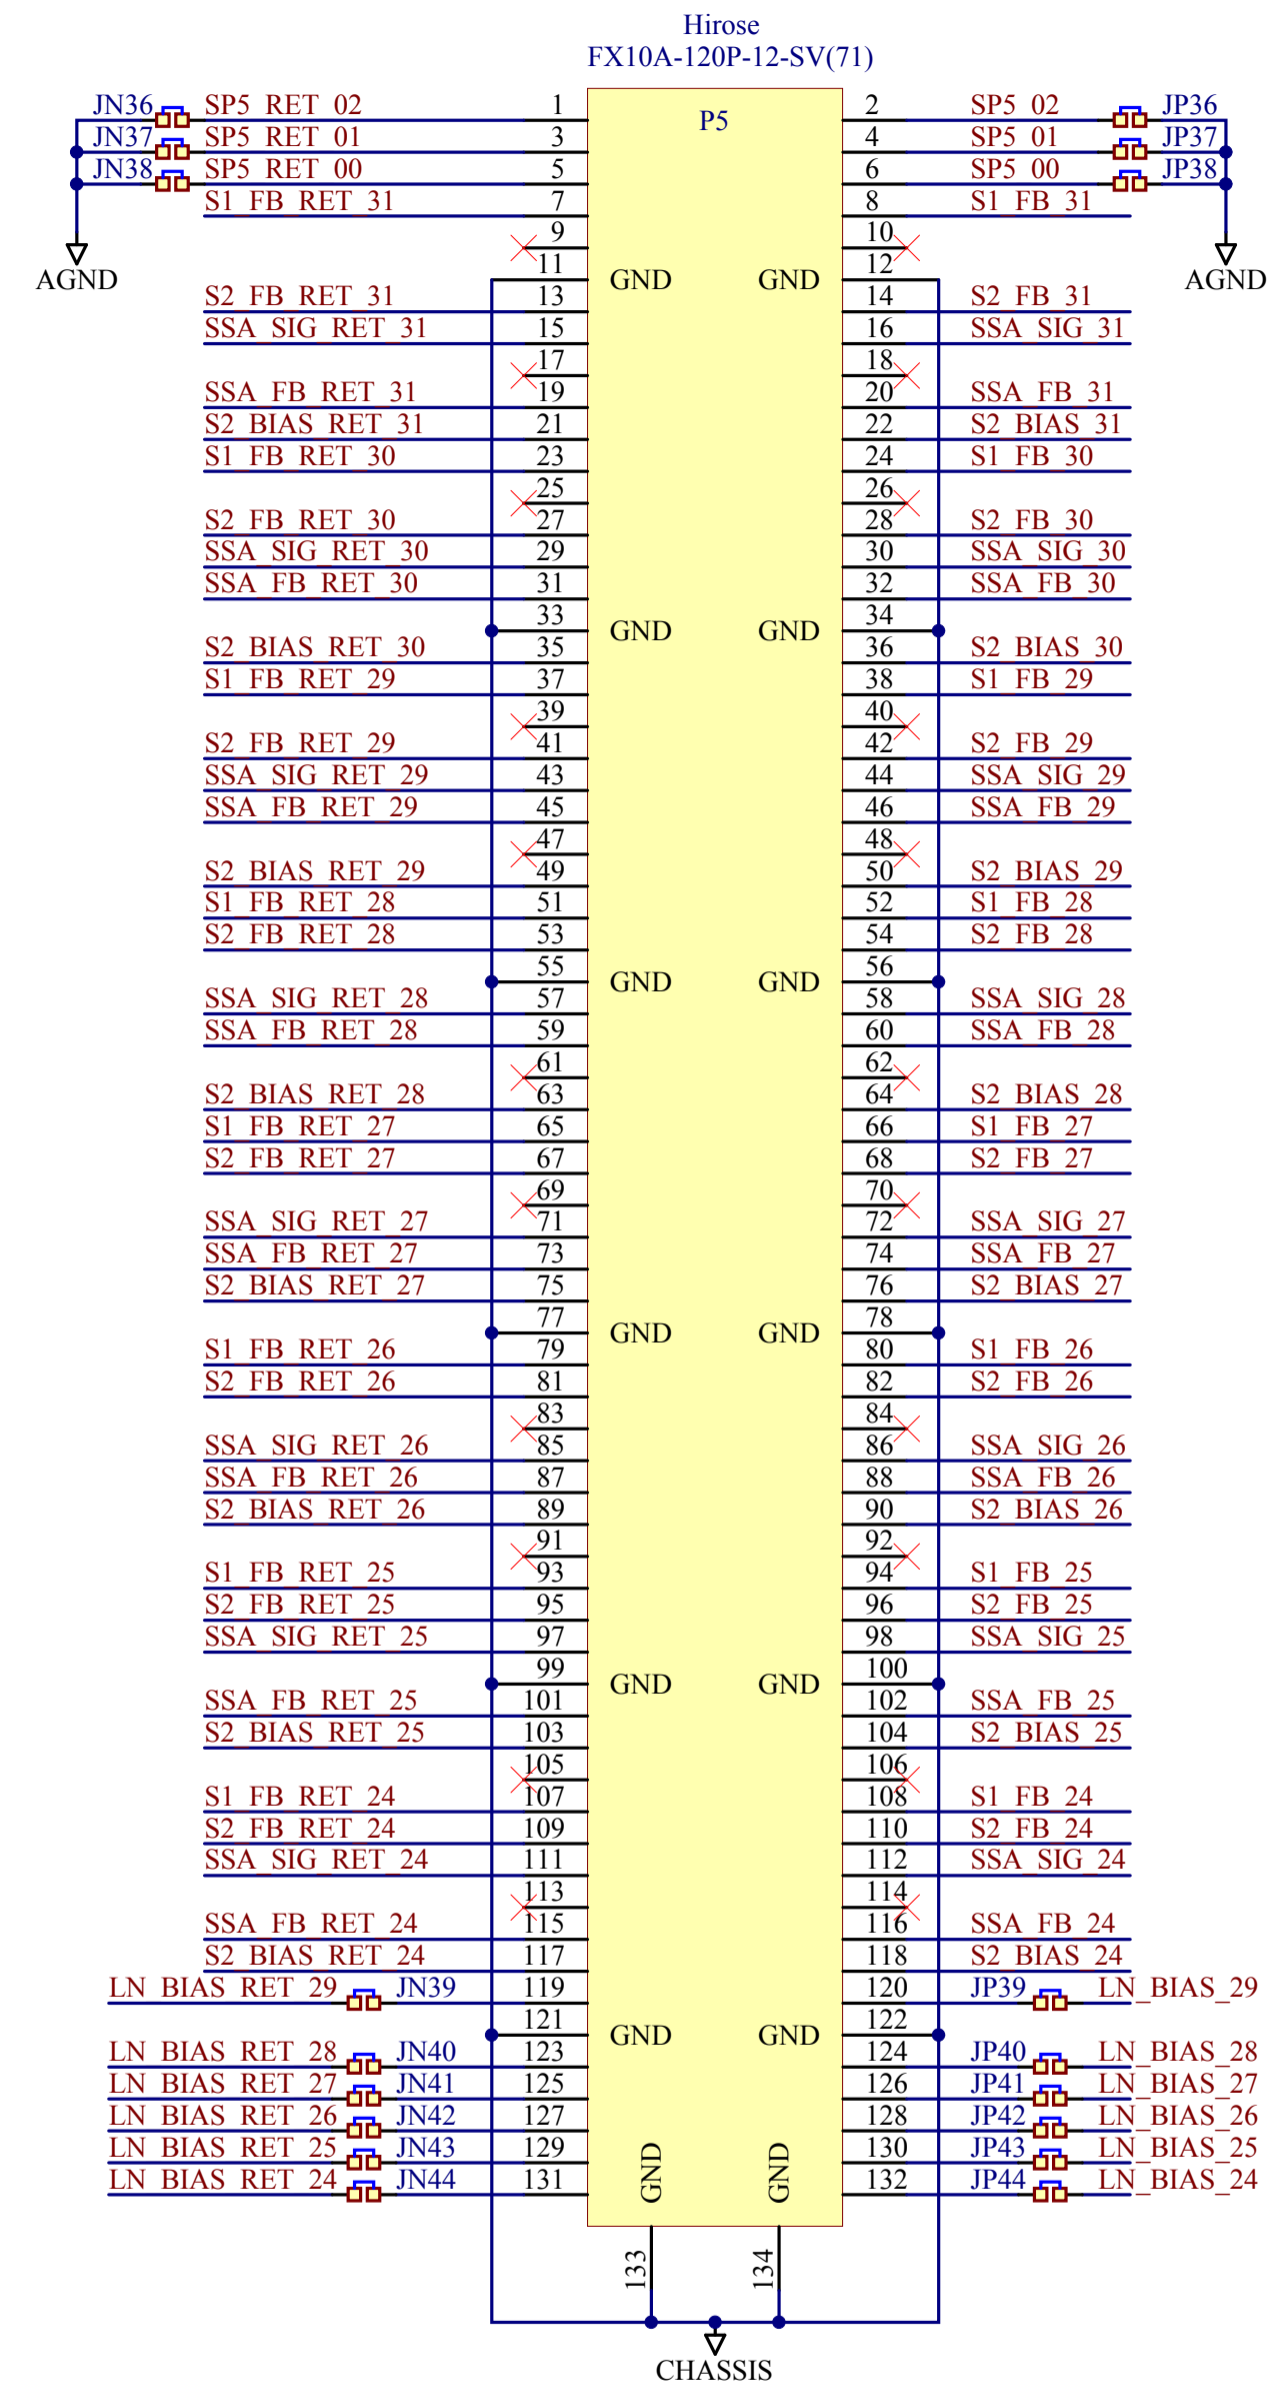 Hirose
FX10A-120P-12-SV(71)
P5
JN36 SP5_RET_02 1 2 SP5_02 JP36
JN37 SP5_RET_01 3 4 SP5_01 JP37
JN38 SP5_RET_00 5 6 SP5_00 JP38
S1_FB_RET_31 7 8 S1_FB_31
9 10
AGND 11 GND GND 12 AGND
S2_FB_RET_31 13 14 S2_FB_31
SSA_SIG_RET_31 15 16 SSA_SIG_31
17 18
SSA_FB_RET_31 19 20 SSA_FB_31
S2_BIAS_RET_31 21 22 S2_BIAS_31
S1_FB_RET_30 23 24 S1_FB_30
25 26
S2_FB_RET_30 27 28 S2_FB_30
SSA_SIG_RET_30 29 30 SSA_SIG_30
SSA_FB_RET_30 31 32 SSA_FB_30
33 GND GND 34
S2_BIAS_RET_30 35 36 S2_BIAS_30
S1_FB_RET_29 37 38 S1_FB_29
39 40
S2_FB_RET_29 41 42 S2_FB_29
SSA_SIG_RET_29 43 44 SSA_SIG_29
SSA_FB_RET_29 45 46 SSA_FB_29
47 48
S2_BIAS_RET_29 49 50 S2_BIAS_29
S1_FB_RET_28 51 52 S1_FB_28
S2_FB_RET_28 53 54 S2_FB_28
55 GND GND 56
SSA_SIG_RET_28 57 58 SSA_SIG_28
SSA_FB_RET_28 59 60 SSA_FB_28
61 62
S2_BIAS_RET_28 63 64 S2_BIAS_28
S1_FB_RET_27 65 66 S1_FB_27
S2_FB_RET_27 67 68 S2_FB_27
69 70
SSA_SIG_RET_27 71 72 SSA_SIG_27
SSA_FB_RET_27 73 74 SSA_FB_27
S2_BIAS_RET_27 75 76 S2_BIAS_27
77 GND GND 78
S1_FB_RET_26 79 80 S1_FB_26
S2_FB_RET_26 81 82 S2_FB_26
83 84
SSA_SIG_RET_26 85 86 SSA_SIG_26
SSA_FB_RET_26 87 88 SSA_FB_26
S2_BIAS_RET_26 89 90 S2_BIAS_26
91 92
S1_FB_RET_25 93 94 S1_FB_25
S2_FB_RET_25 95 96 S2_FB_25
SSA_SIG_RET_25 97 98 SSA_SIG_25
99 GND GND 100
SSA_FB_RET_25 101 102 SSA_FB_25
S2_BIAS_RET_25 103 104 S2_BIAS_25
105 106
S1_FB_RET_24 107 108 S1_FB_24
S2_FB_RET_24 109 110 S2_FB_24
SSA_SIG_RET_24 111 112 SSA_SIG_24
113 114
SSA_FB_RET_24 115 116 SSA_FB_24
S2_BIAS_RET_24 117 118 S2_BIAS_24
LN_BIAS_RET_29 JN39 119 120 JP39 LN_BIAS_29
121 GND GND 122
LN_BIAS_RET_28 JN40 123 124 JP40 LN_BIAS_28
LN_BIAS_RET_27 JN41 125 126 JP41 LN_BIAS_27
LN_BIAS_RET_26 JN42 127 128 JP42 LN_BIAS_26
LN_BIAS_RET_25 JN43 129 130 JP43 LN_BIAS_25
LN_BIAS_RET_24 JN44 131 132 JP44 LN_BIAS_24
GND GND
133 134
CHASSIS